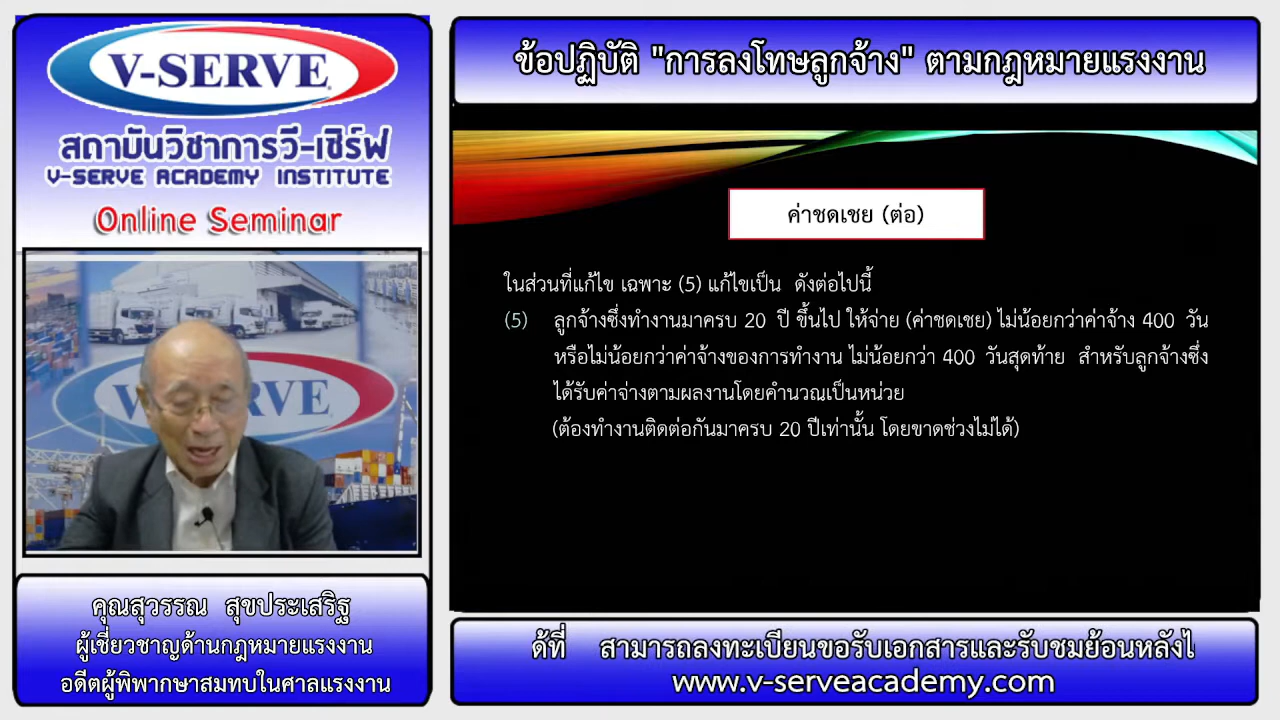 V-SERVE
สถาบันวิชาการวี-เซิร์ฟ
V-SERVE ACADEMY INSTITUTE
Online Seminar
คุณสุวรรณ สุขประเสริฐ
ผู้เชี่ยวชาญด้านกฎหมายแรงงาน
อดีตผู้พิพากษาสมทบในศาลแรงงาน
ข้อปฏิบัติ "การลงโทษลูกจ้าง" ตามกฎหมายแรงงาน
ค่าชดเชย (ต่อ)
ในส่วนที่แก้ไข เฉพาะ (5) แก้ไขเป็น ดังต่อไปนี้
(5) ลูกจ้างซึ่งทำงานมาครบ 20 ปี ขึ้นไป ให้จ่าย (ค่าชดเชย) ไม่น้อยกว่าค่าจ้าง 400 วัน
หรือไม่น้อยกว่าค่าจ้างของการทำงาน ไม่น้อยกว่า 400 วันสุดท้าย สำหรับลูกจ้างซึ่ง
ได้รับค่าจ่างตามผลงานโดยคำนวณเป็นหน่วย
(ต้องทำงานติดต่อกันมาครบ 20 ปีเท่านั้น โดยขาดช่วงไม่ได้)
ด้ที่ สามารถลงทะเบียนขอรับเอกสารและรับชมย้อนหลังไ
www.v-serveacademy.com